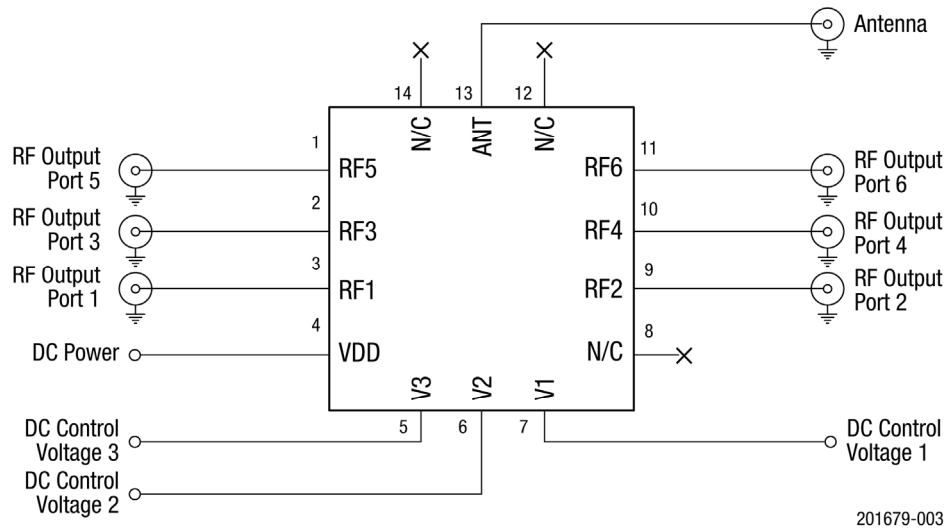 Antenna
14
13
12
N/C
ANT
N/C
RF Output
Port 5
1
RF5
RF6
11
RF Output
Port 6
RF Output
Port 3
2
RF3
RF4
10
RF Output
Port 4
RF Output
Port 1
3
RF1
RF2
9
RF Output
Port 2
DC Power
4
VDD
N/C
8
V3
V2
V1
5
6
7
DC Control
Voltage 3
DC Control
Voltage 1
DC Control
Voltage 2
201679-003